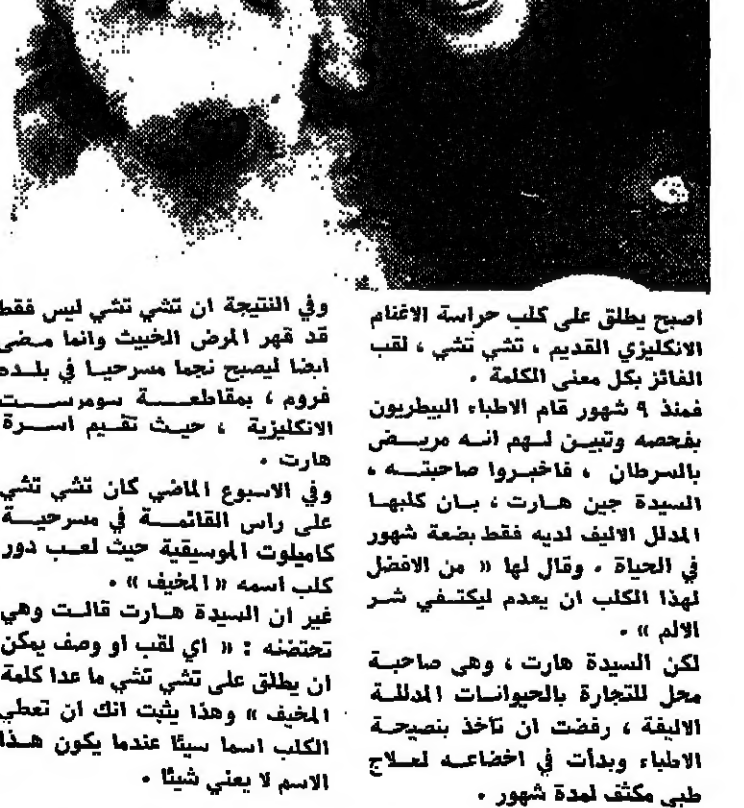 اصبح يطلق على كلب حراسة الاغنام
الانكليزي القديم ، تشي تشي ، لقب
الفائز بكل معنى الكلمة .
فمنذ ٩ شهور قام الاطباء البيطريون
بفحصه وتبين لهم انه مريض
بالسرطان ، فاخبروا صاحبته ،
السيدة جين هارت ، بان كلبها
المدلل الاليف لديه فقط بضعة شهور
في الحياة . وقال لها « من الافضل
لهذا الكلب ان يعدم ليكتفي شر
الالم » .
لكن السيدة هارت ، وهي صاحبة
محل للتجارة بالحيوانات المدللة
الاليفة ، رفضت ان تاخذ بنصيحة
الاطباء وبدأت في اخضاعه لعلاج
طبي مكثف لمدة شهور .
وفي النتيجة ان تشي تشي ليس فقط
قد قهر المرض الخبيث وانما مضى
ايضا ليصبح نجما مسرحيا في بلده
فروم ، بمقاطعة سومرست
الانكليزية ، حيث تقيم اسرة
هارت .
وفي الاسبوع الماضي كان تشي تشي
على راس القائمة في مسرحية
كاميلوت الموسيقية حيث لعب دور
كلب اسمه « المخيف » .
غير ان السيدة هارت قالت وهي
تحتضنه : « اي لقب او وصف يمكن
ان يطلق على تشي تشي ما عدا كلمة
المخيف » وهذا يثبت انك ان تعطي
الكلب اسما سيئا عندما يكون هذا
الاسم لا يعني شيئا .